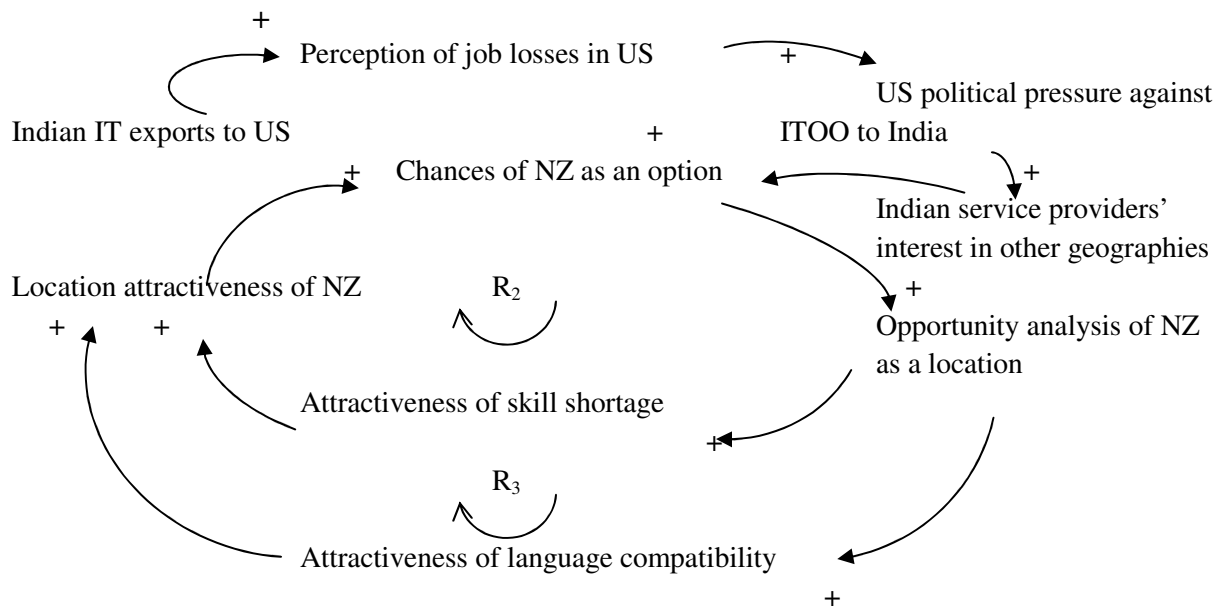 +
Perception of job losses in US
+
US political pressure against
Indian IT exports to US
+
ITOO to India
+
Chances of NZ as an option
+
Indian service providers'
interest in other geographies
Location attractiveness of NZ
R2
+
+
+
Opportunity analysis of NZ
as a location
Attractiveness of skill shortage
+
R3
Attractiveness of language compatibility
+